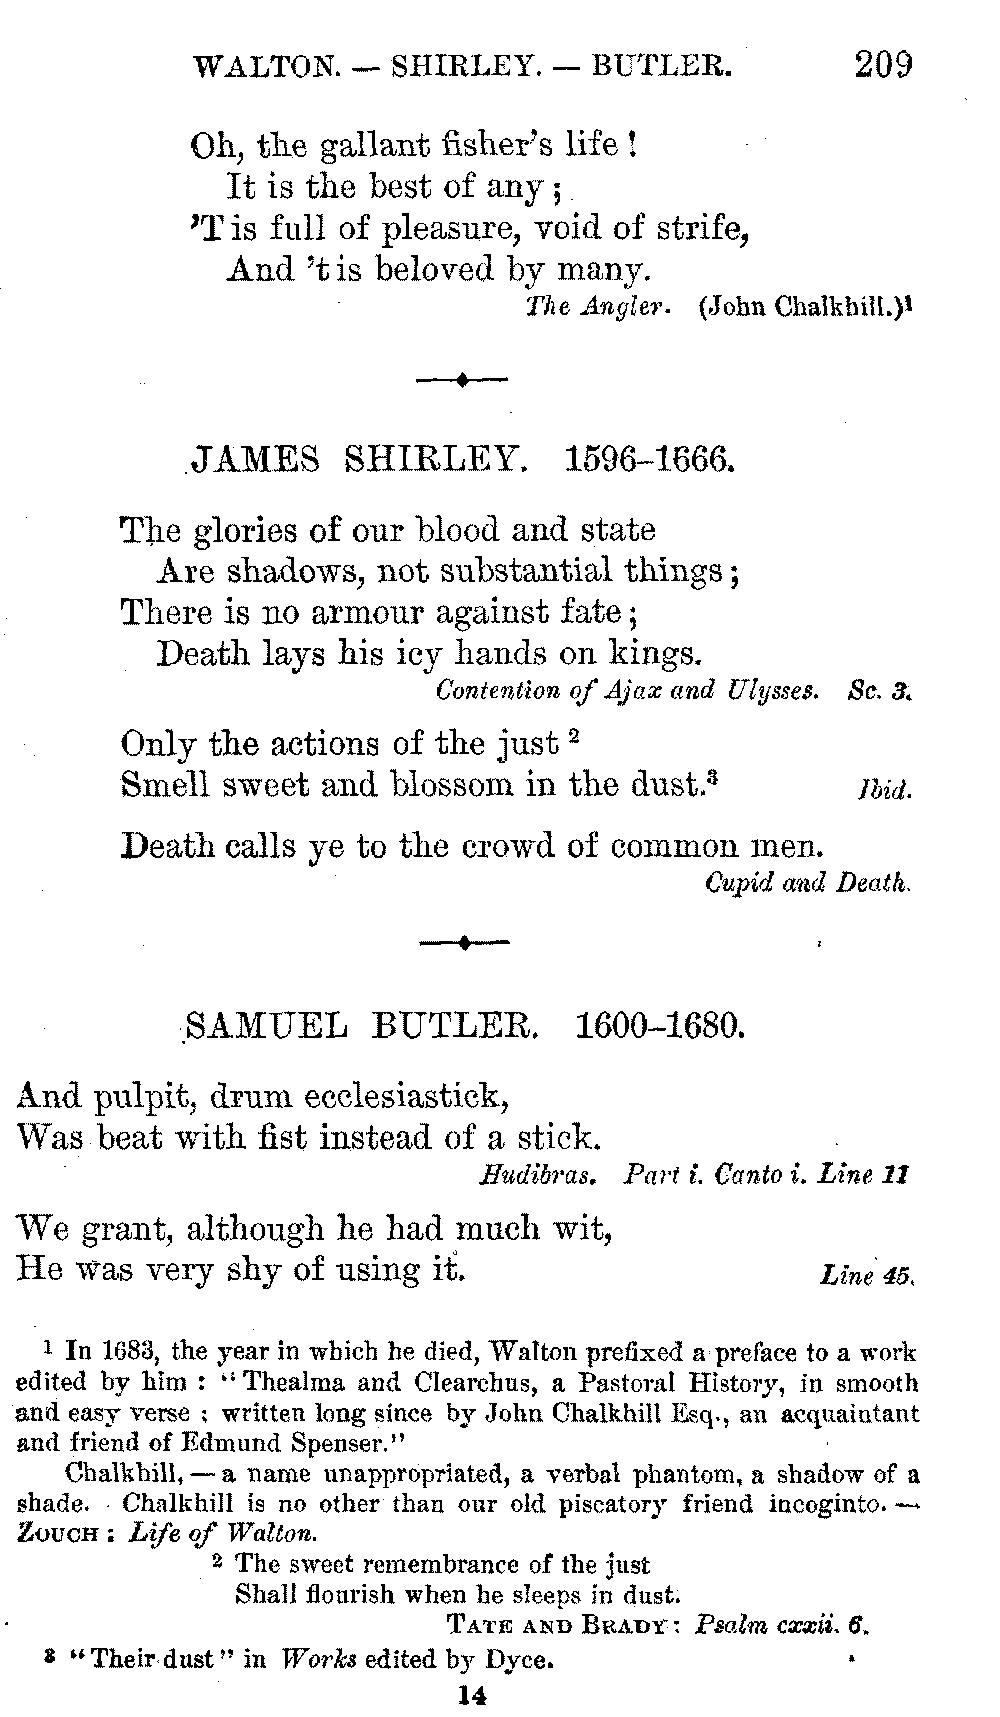 WALTON. — SHIRLEY. — BUTLER. 209
Oh, the gallant fisher's life!
It is the best of any;
'T is full of pleasure, void of strife,
And 't is beloved by many.
The Angler. (John Chalkhill.)¹
JAMES SHIRLEY. 1596–1666.
The glories of our blood and state
Are shadows, not substantial things;
There is no armour against fate;
Death lays his icy hands on kings.
Contention of Ajax and Ulysses. Sc. 3.
Only the actions of the just ²
Smell sweet and blossom in the dust.³ Ibid.
Death calls ye to the crowd of common men.
Cupid and Death.
SAMUEL BUTLER. 1600–1680.
And pulpit, drum ecclesiastick,
Was beat with fist instead of a stick.
Hudibras. Part i. Canto i. Line 11
We grant, although he had much wit,
He was very shy of using it. Line 45.
¹ In 1683, the year in which he died, Walton prefixed a preface to a work
edited by him: "Thealma and Clearchus, a Pastoral History, in smooth
and easy verse; written long since by John Chalkhill Esq., an acquaintant
and friend of Edmund Spenser."
Chalkhill, — a name unappropriated, a verbal phantom, a shadow of a
shade. Chalkhill is no other than our old piscatory friend incoginto. —
ZOUCH: Life of Walton.
² The sweet remembrance of the just
Shall flourish when he sleeps in dust.
TATE AND BRADY: Psalm cxxii. 6.
³ "Their dust" in Works edited by Dyce.
14